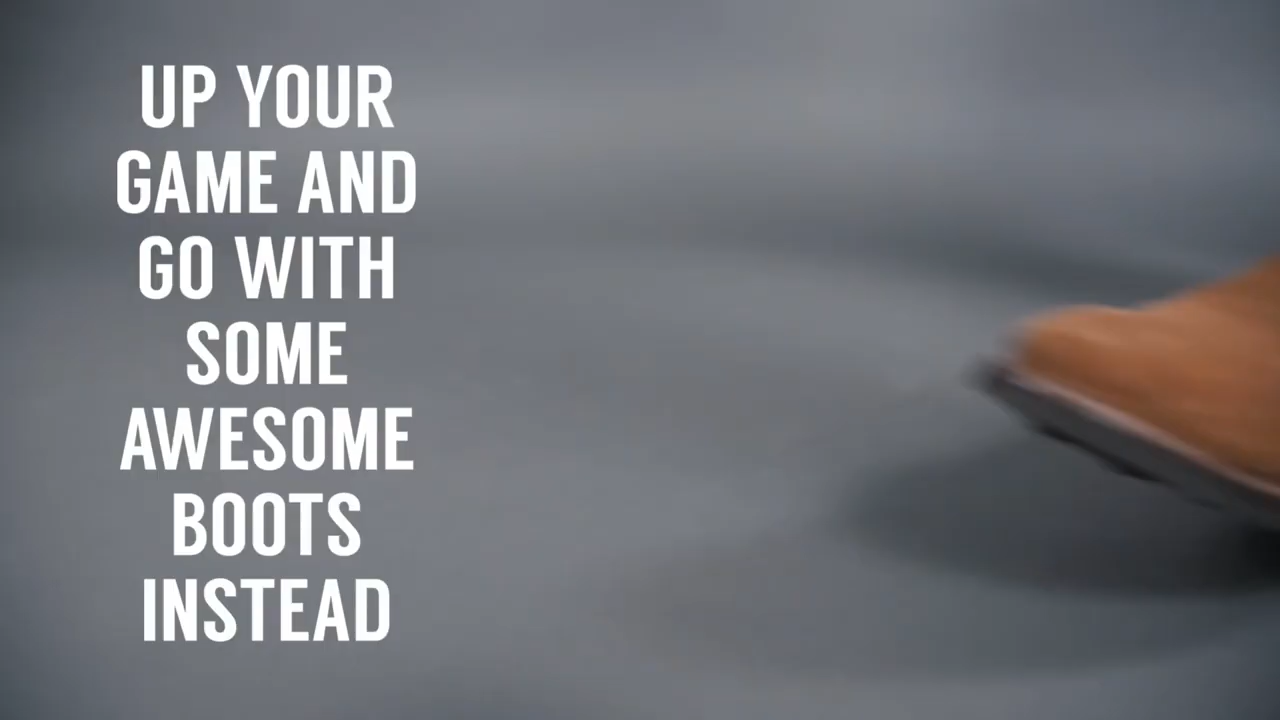 UP YOUR
GAME AND
GO WITH
SOME
AWESOME
BOOTS
INSTEAD